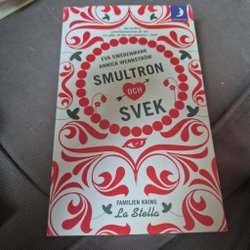 EVA SWEDENMARK
ANNICA WENNSTRÖM
SMULTRON
OCH
SVEK
FAMILJEN KRING
La Stella